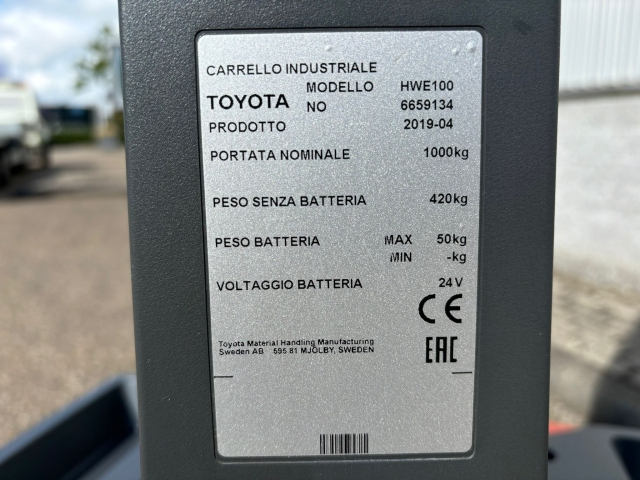 CARRELLO INDUSTRIALE
MODELLO HWE100
TOYOTA NO 6659134
PRODOTTO 2019-04
PORTATA NOMINALE 1000kg
PESO SENZA BATTERIA 420kg
PESO BATTERIA MAX 50kg
MIN -kg
VOLTAGGIO BATTERIA 24V
CE
Toyota Material Handling Manufacturing
Sweden AB 595 81 MJÖLBY, SWEDEN
EAC